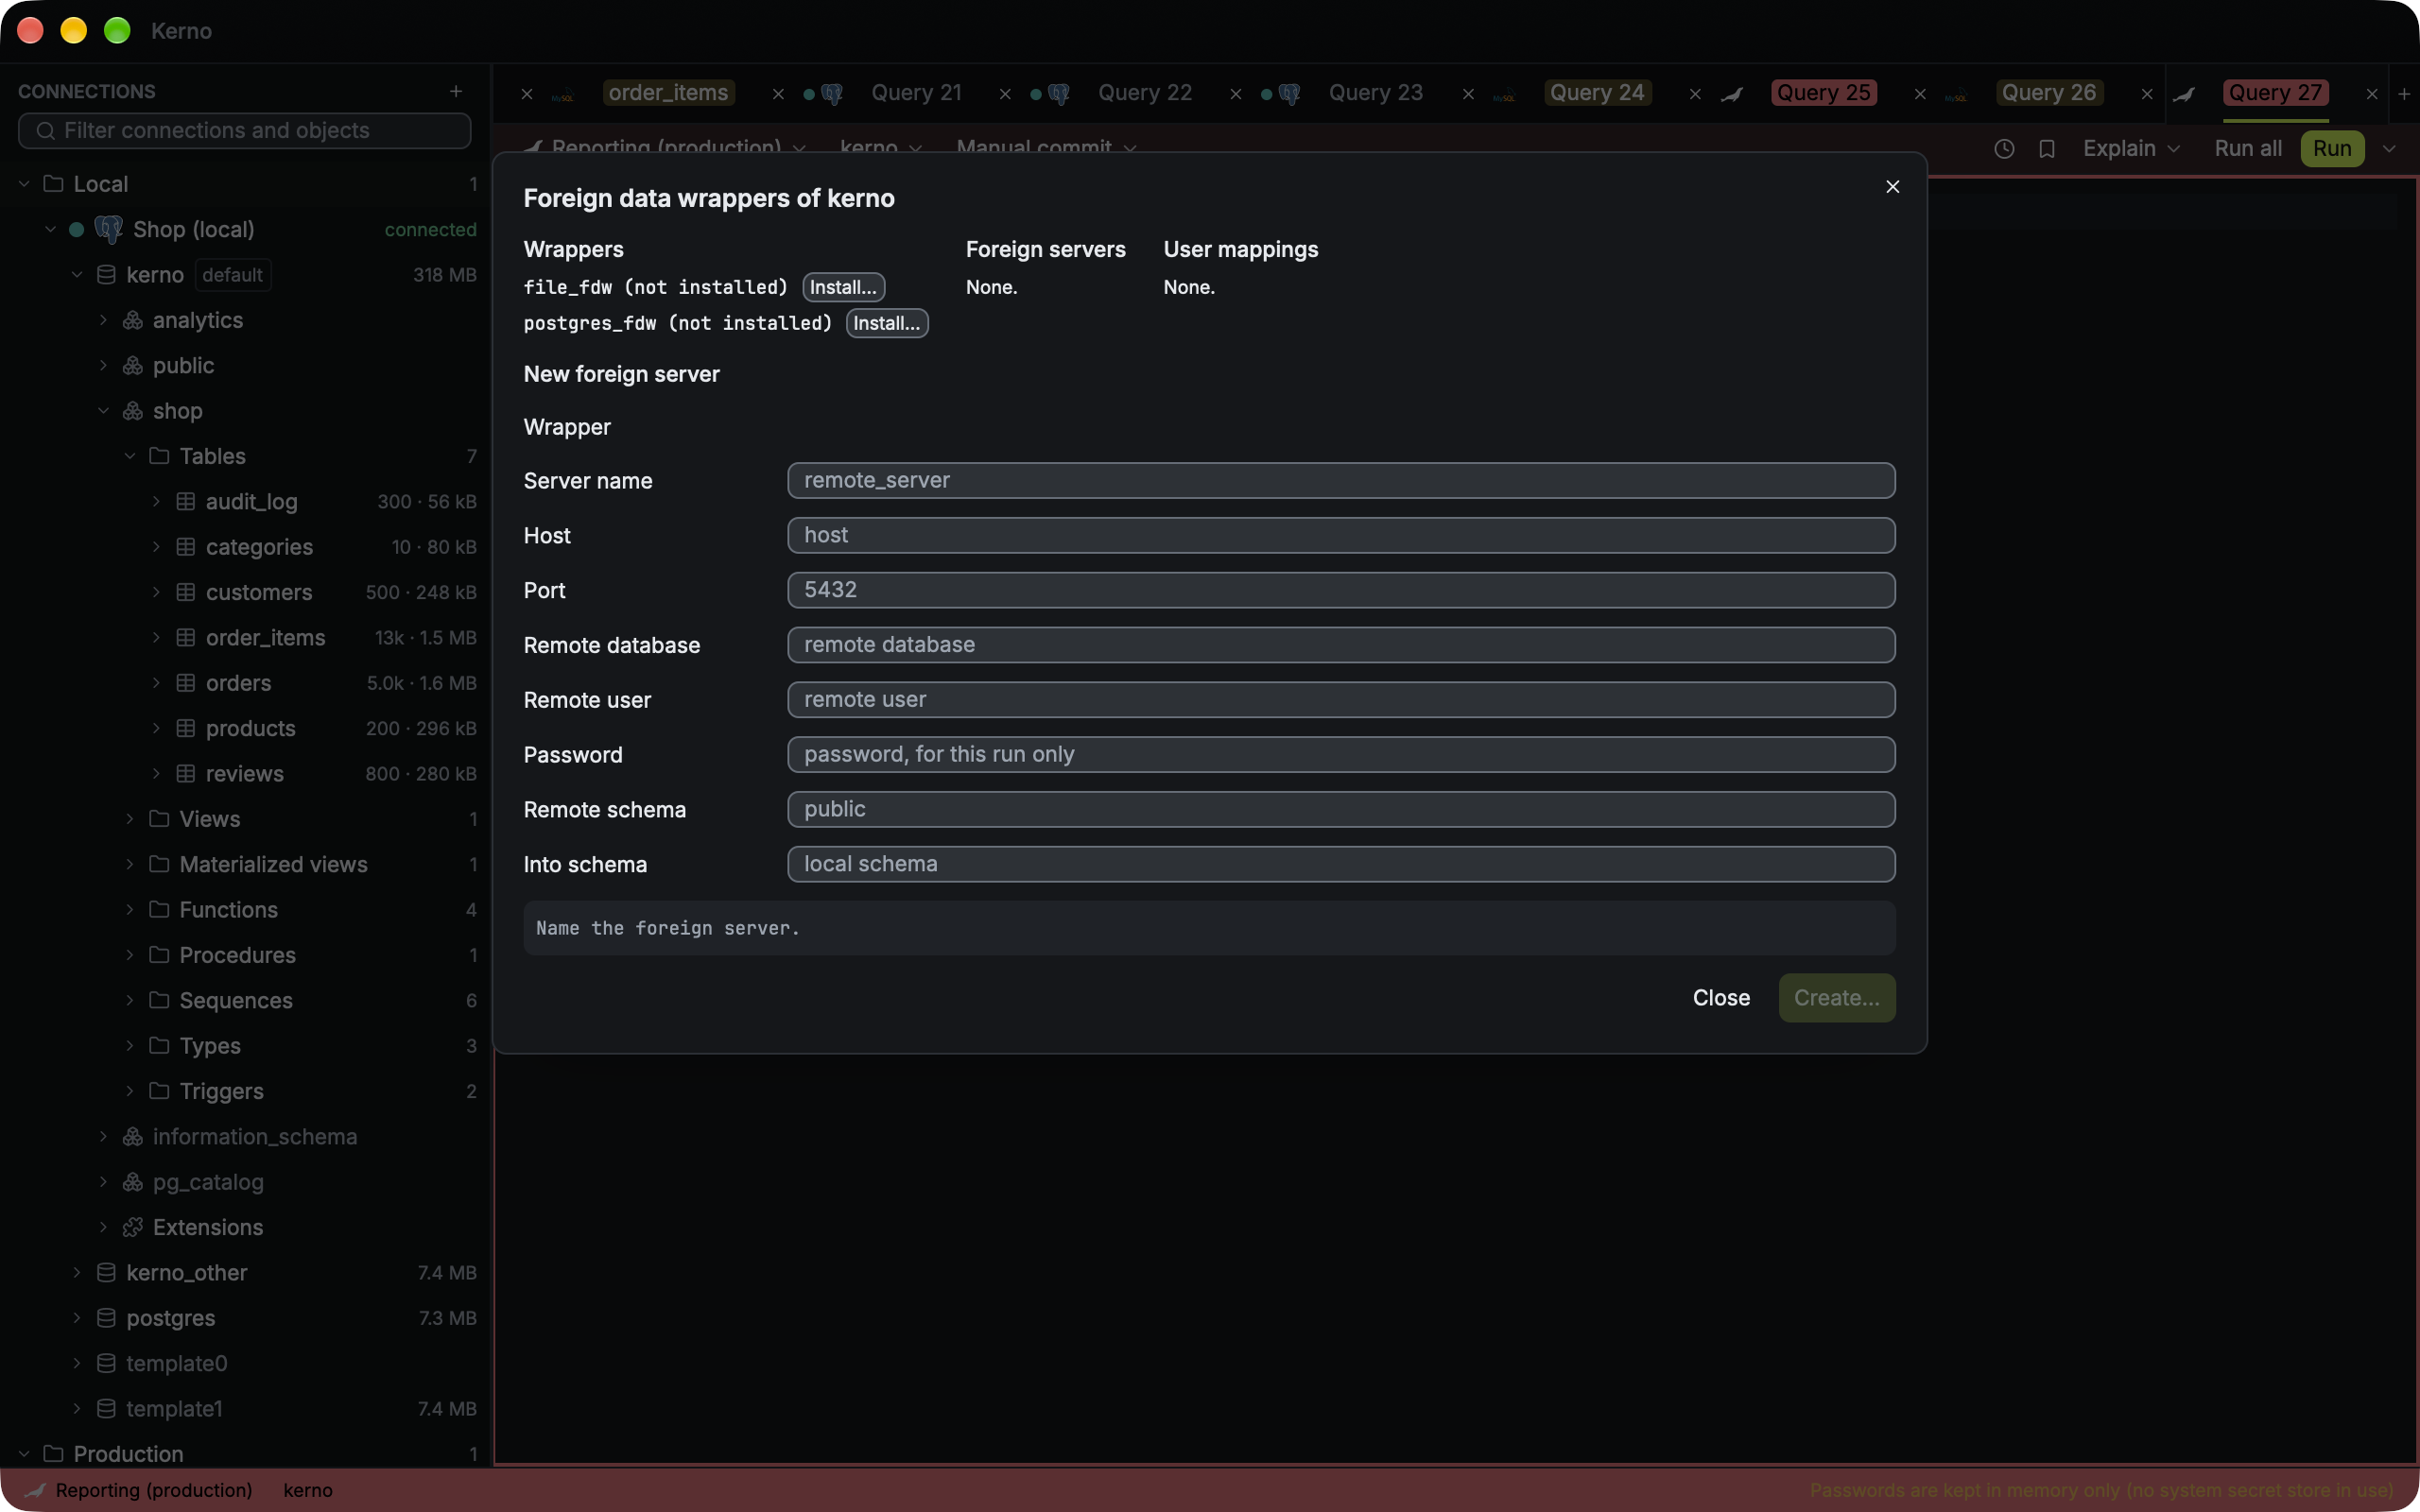 Kerno
CONNECTIONS
Filter connections and objects
Local 1
Shop (local) connected
kerno default 318 MB
analytics
public
shop
Tables 7
audit_log 300 · 56 kB
categories 10 · 80 kB
customers 500 · 248 kB
order_items 13k · 1.5 MB
orders 5.0k · 1.6 MB
products 200 · 296 kB
reviews 800 · 280 kB
Views 1
Materialized views 1
Functions 4
Procedures 1
Sequences 6
Types 3
Triggers 2
information_schema
pg_catalog
Extensions
kerno_other 7.4 MB
postgres 7.3 MB
template0
template1 7.4 MB
Production 1
MySQL order_items Query 21 Query 22 Query 23 MySQL Query 24 Query 25 MySQL Query 26 Query 27
Reporting (production) kerno Manual commit Explain Run all Run
Foreign data wrappers of kerno
Wrappers Foreign servers User mappings
file_fdw (not installed) Install... None. None.
postgres_fdw (not installed) Install...
New foreign server
Wrapper
Server name remote_server
Host host
Port 5432
Remote database remote database
Remote user remote user
Password password, for this run only
Remote schema public
Into schema local schema
Name the foreign server.
Close Create...
Reporting (production) kerno Passwords are kept in memory only (no system secret store in use)